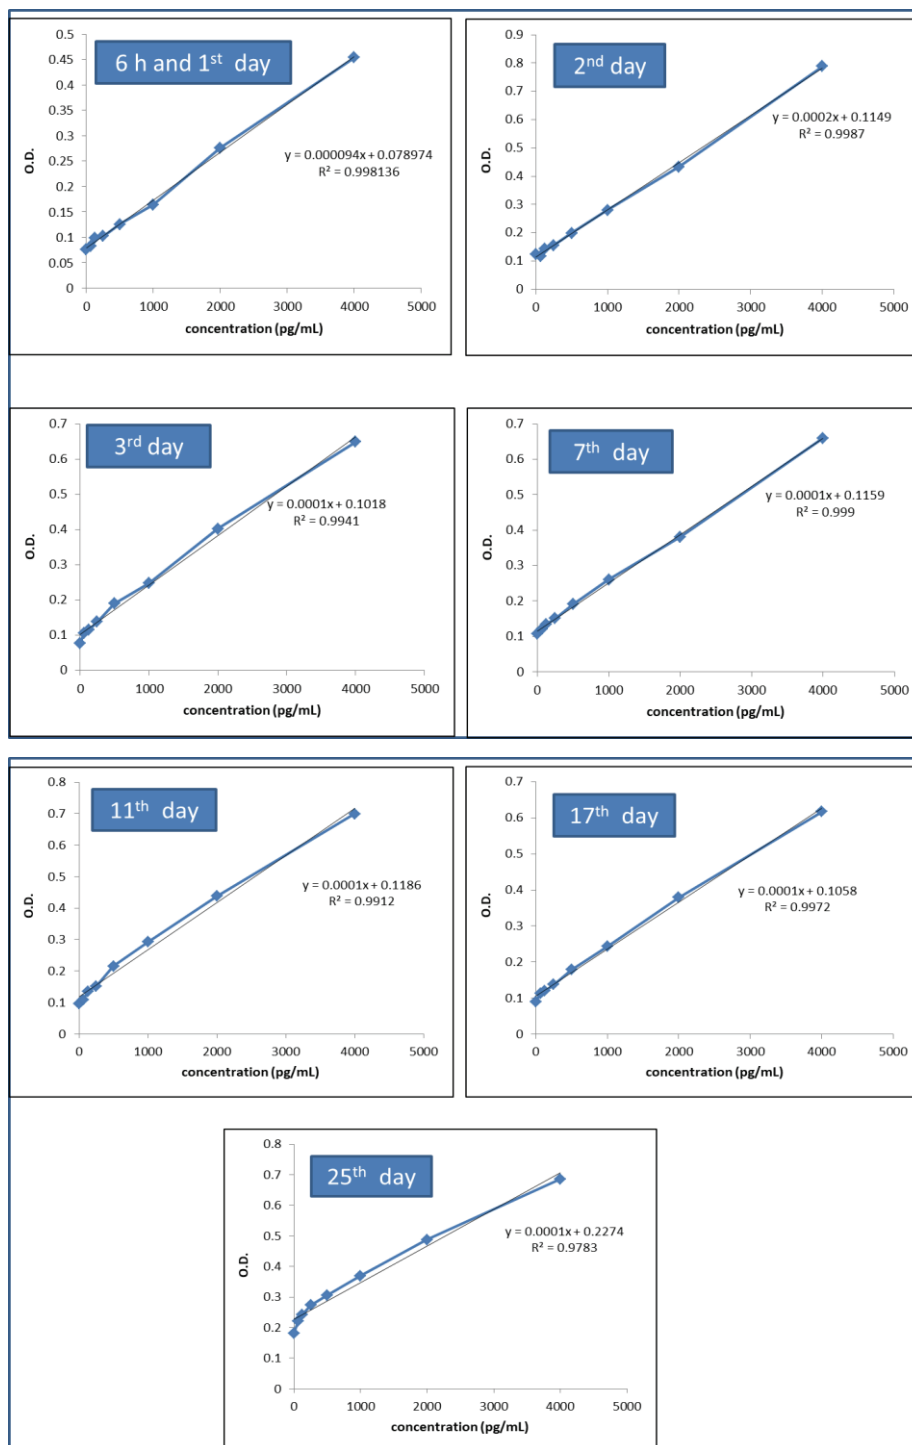 6 h and 1st day
0.5
0.45
0.4
0.35
0.3
0.25
0.2
0.15
0.1
0.05
0
O.D.
y = 0.000094x + 0.078974
R² = 0.998136
0 1000 2000 3000 4000 5000
concentration (pg/mL)
2nd day
0.9
0.8
0.7
0.6
0.5
0.4
0.3
0.2
0.1
0
O.D.
y = 0.0002x + 0.1149
R² = 0.9987
0 1000 2000 3000 4000 5000
concentration (pg/mL)
3rd day
0.7
0.6
0.5
0.4
0.3
0.2
0.1
0
O.D.
y = 0.0001x + 0.1018
R² = 0.9941
0 1000 2000 3000 4000 5000
concentration (pg/mL)
7th day
0.7
0.6
0.5
0.4
0.3
0.2
0.1
0
O.D.
y = 0.0001x + 0.1159
R² = 0.999
0 1000 2000 3000 4000 5000
concentration (pg/mL)
11th day
0.8
0.7
0.6
0.5
0.4
0.3
0.2
0.1
0
O.D.
y = 0.0001x + 0.1186
R² = 0.9912
0 1000 2000 3000 4000 5000
concentration (pg/mL)
17th day
0.7
0.6
0.5
0.4
0.3
0.2
0.1
0
O.D.
y = 0.0001x + 0.1058
R² = 0.9972
0 1000 2000 3000 4000 5000
concentration (pg/mL)
25th day
0.8
0.7
0.6
0.5
0.4
0.3
0.2
0.1
0
O.D.
y = 0.0001x + 0.2274
R² = 0.9783
0 1000 2000 3000 4000 5000
concentration (pg/mL)